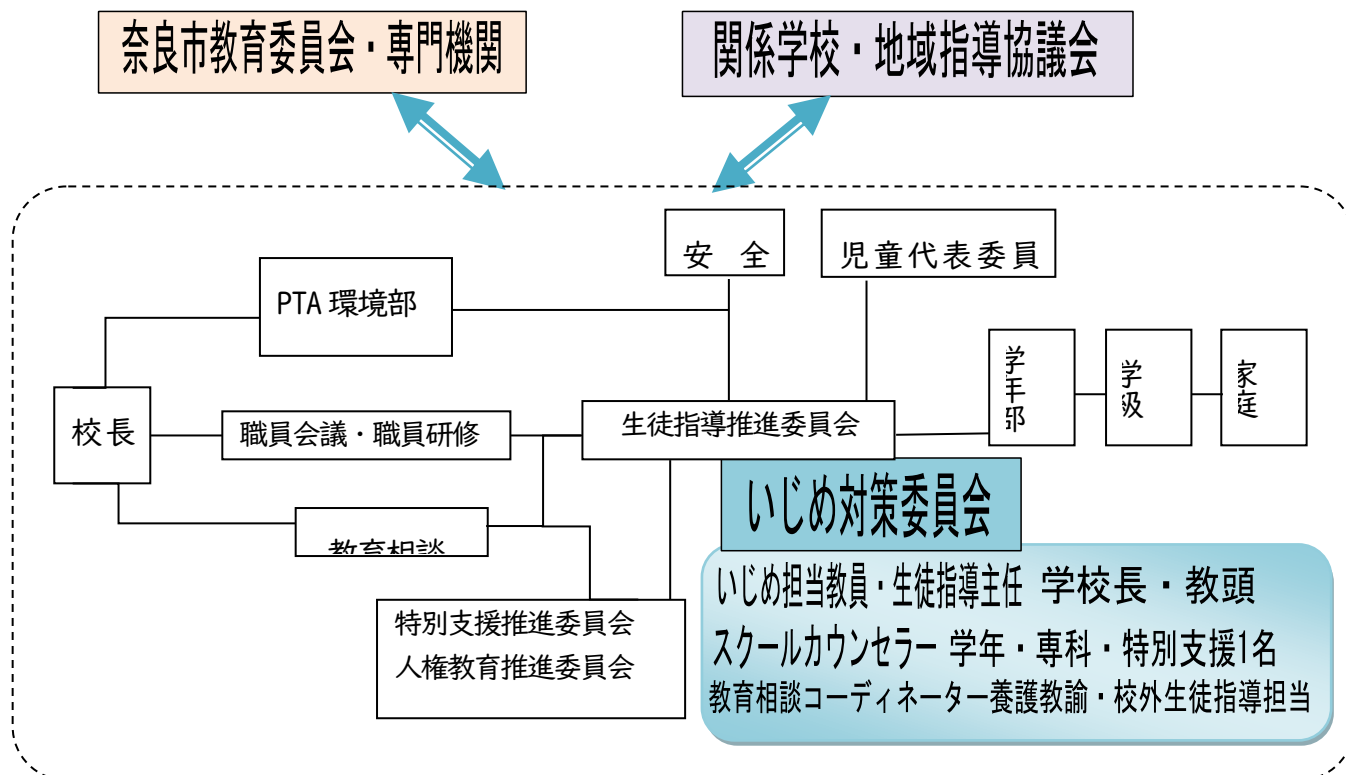 奈良市教育委員会・専門機関
関係学校・地域指導協議会
安　全
児童代表委員
PTA 環境部
学年部
学級
家庭
校長
職員会議・職員研修
生徒指導推進委員会
いじめ対策委員会
教育相談
いじめ担当教員・生徒指導主任 学校長・教頭
スクールカウンセラー 学年・専科・特別支援1名
教育相談コーディネーター養護教諭・校外生徒指導担当
特別支援推進委員会
人権教育推進委員会